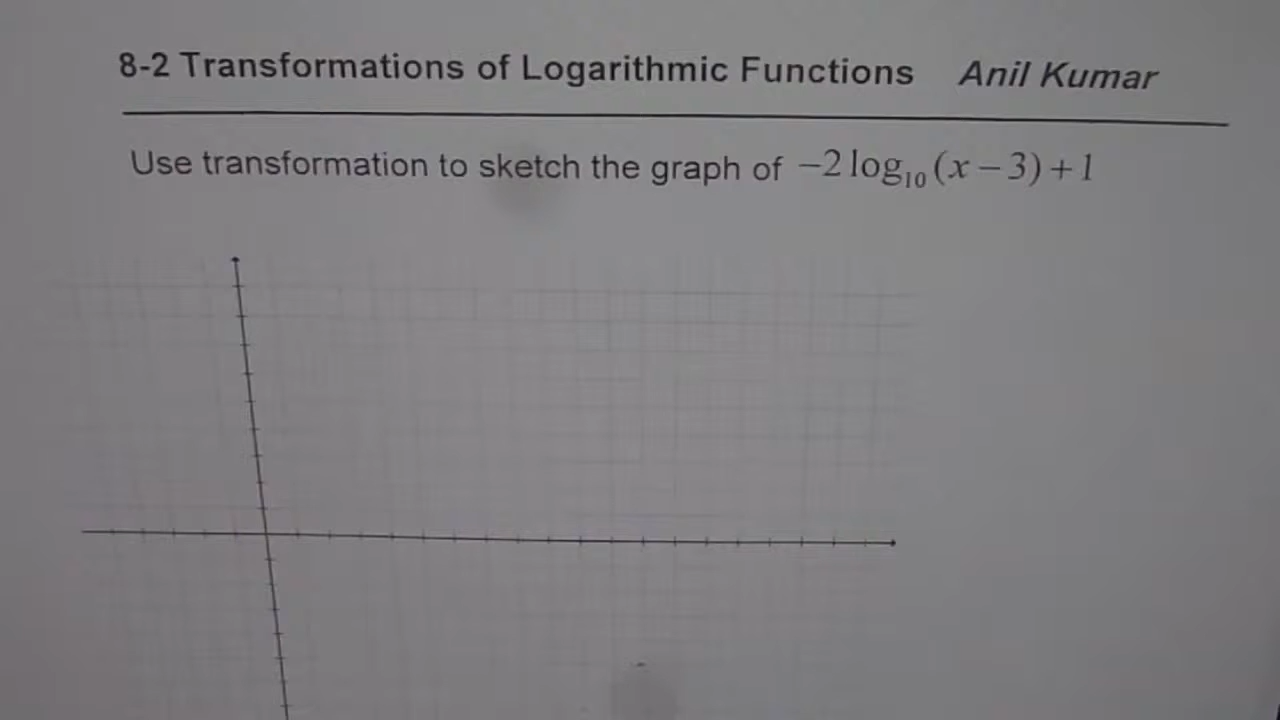 8-2 Transformations of Logarithmic Functions Anil Kumar
Use transformation to sketch the graph of −2 log₁₀ (x − 3) + 1